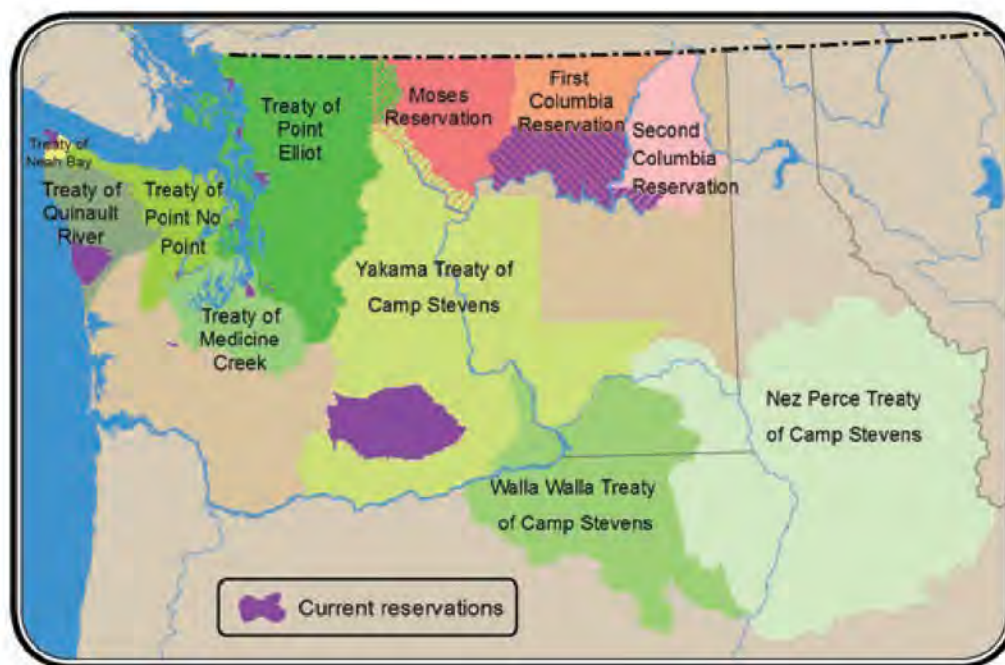 Treaty of
Point
Elliot
Moses
Reservation
First
Columbia
Reservation
Second
Columbia
Reservation
Treaty of
Neah Bay
Treaty of
Quinault
River
Treaty of
Point No
Point
Treaty of
Medicine
Creek
Yakama Treaty of
Camp Stevens
Nez Perce Treaty
of Camp Stevens
Walla Walla Treaty
of Camp Stevens
Current reservations